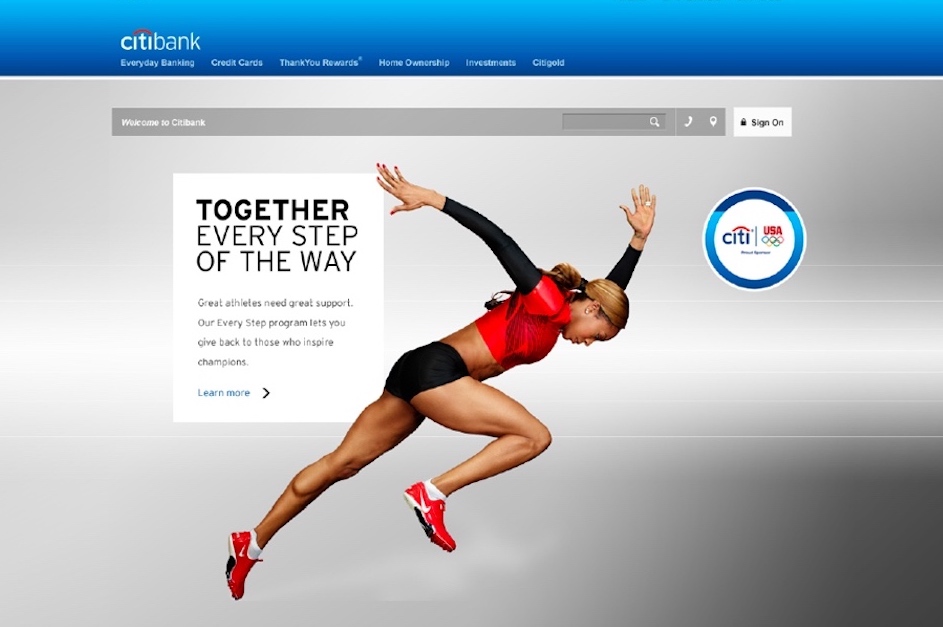 citibank
Everyday Banking Credit Cards ThankYou Rewards® Home Ownership Investments Citigold
Welcome to Citibank
Sign On
TOGETHER
EVERY STEP
OF THE WAY
Great athletes need great support.
Our Every Step program lets you
give back to those who inspire
champions.
Learn more
citi USA
Proud Sponsor